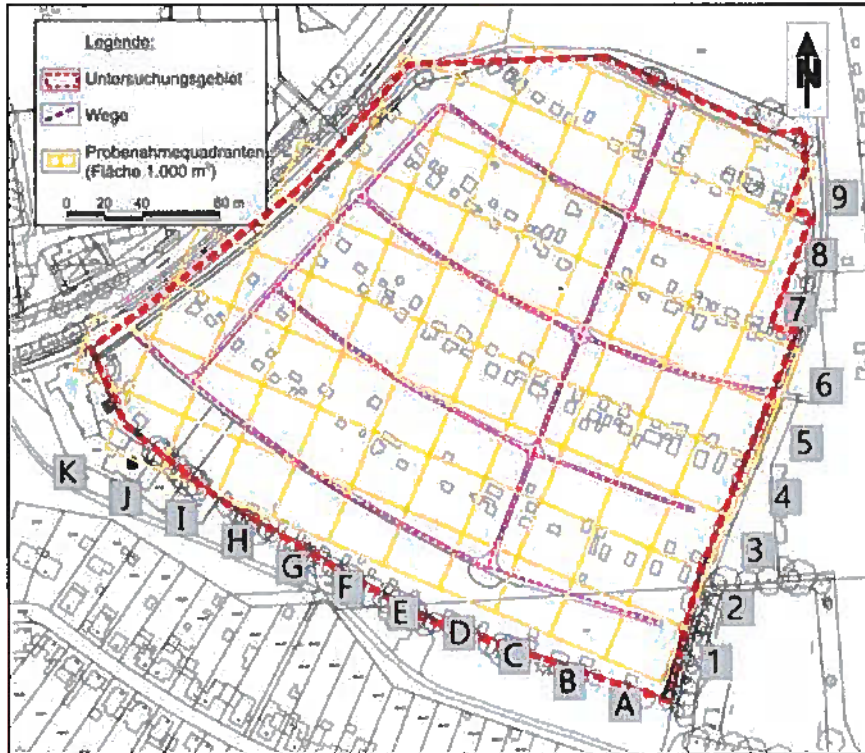 Legende:
Untersuchungsgebiet
Wege
Probenahmequadranten
(Fläche 1.000 m²)
0 20 40 80 m
N
9
8
7
6
5
4
3
2
1
K
J
I
H
G
F
E
D
C
B
A